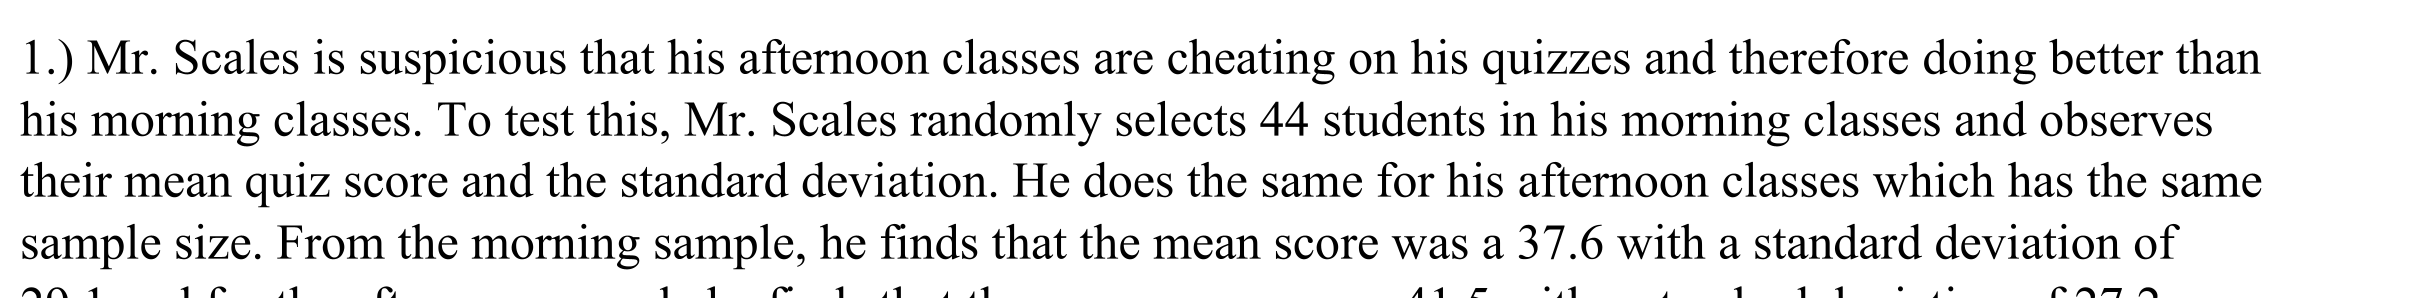 1.) Mr. Scales is suspicious that his afternoon classes are cheating on his quizzes and therefore doing better than
his morning classes. To test this, Mr. Scales randomly selects 44 students in his morning classes and observes
their mean quiz score and the standard deviation. He does the same for his afternoon classes which has the same
sample size. From the morning sample, he finds that the mean score was a 37.6 with a standard deviation of